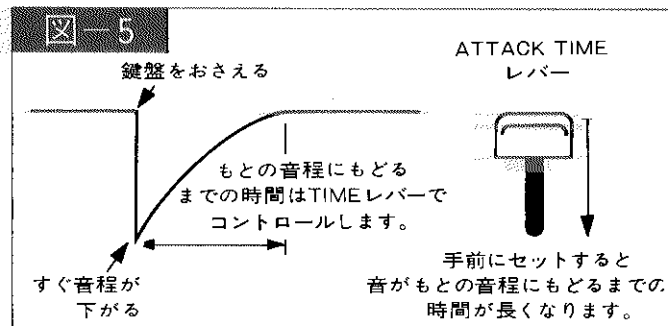 図－5
鍵盤をおさえる
もとの音程にもどる
までの時間はTIMEレバーで
コントロールします。
すぐ音程が
下がる
ATTACK TIME
レバー
手前にセットすると
音がもとの音程にもどるまでの
時間が長くなります。